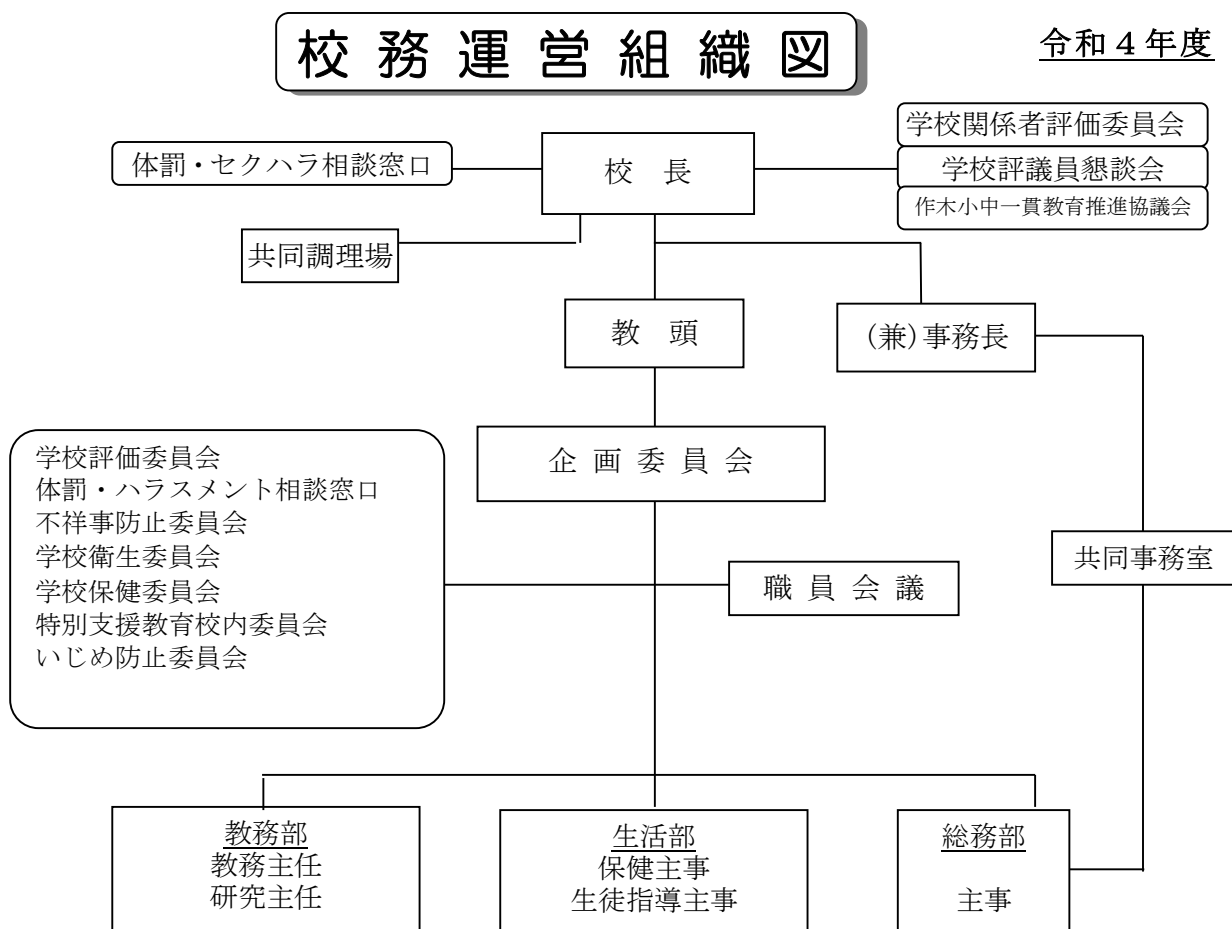 校務運営組織図
令和４年度
学校関係者評価委員会
体罰・セクハラ相談窓口
校長
学校評議員懇談会
作木小中一貫教育推進協議会
共同調理場
教頭
(兼)事務長
企画委員会
学校評価委員会
体罰・ハラスメント相談窓口
不祥事防止委員会
学校衛生委員会
学校保健委員会
特別支援教育校内委員会
いじめ防止委員会
職員会議
共同事務室
教務部
教務主任
研究主任
生活部
保健主事
生徒指導主事
総務部
主事